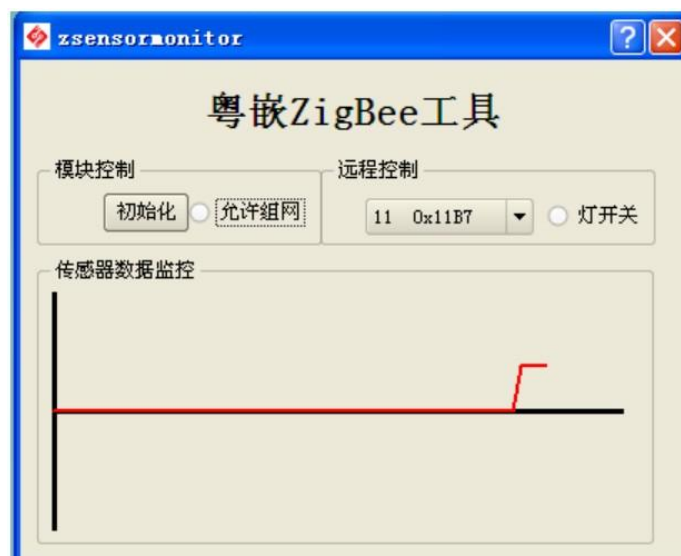 zsensormonitor
粤嵌ZigBee工具
模块控制
远程控制
初始化
允许组网
11 0x11B7
灯开关
传感器数据监控